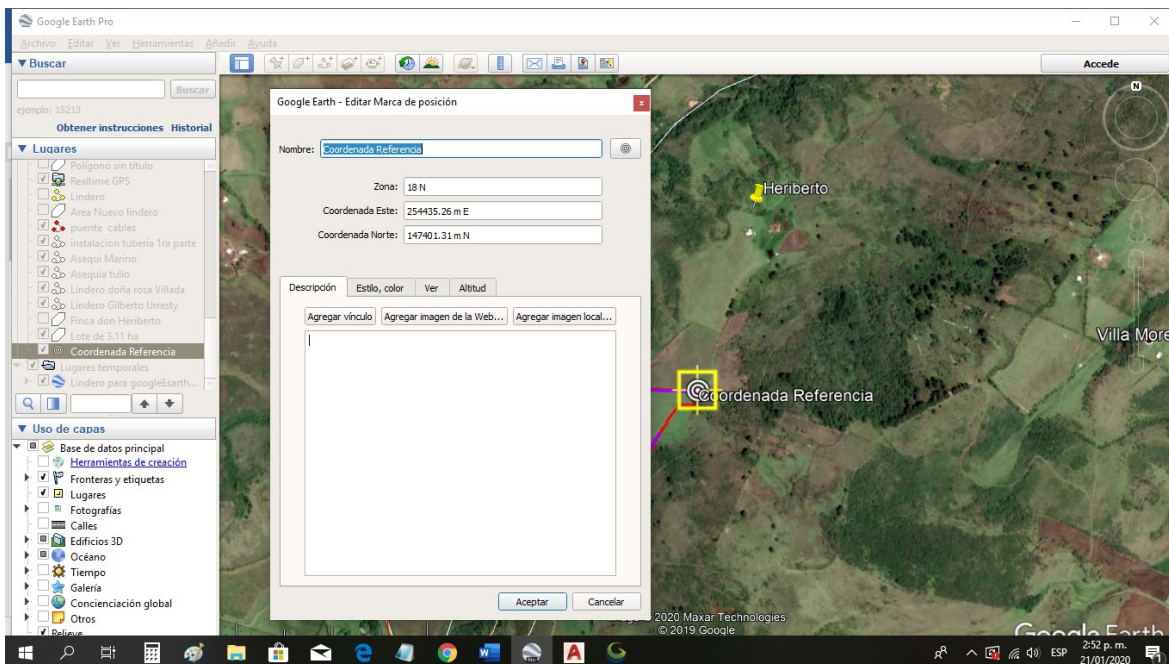 Google Earth Pro
Archivo Editar Ver Herramientas Añadir Ayuda
Buscar
Buscar
ejemplo: 15213
Obtener instrucciones Historial
Lugares
Polígono sin título
Realtime GPS
Lindero
Area Nuevo lindero
puente cables
instalacion tuberia 1ra parte
Asequi Marino
Asequia tulio
Lindero doña rosa Villada
Lindero Gilberto Urresty
Finca don Heriberto
Lote de 3.11 ha
Coordenada Referencia
Lugares temporales
Lindero para googleEsarth...
Uso de capas
Base de datos principal
Herramientas de creación
Fronteras y etiquetas
Lugares
Fotografías
Calles
Edificios 3D
Océano
Tiempo
Galería
Concienciación global
Otros
Relieve
Accede
Google Earth - Editar Marca de posición
Nombre: Coordenada Referencia
Zona: 18 N
Coordenada Este: 254435.26 m E
Coordenada Norte: 147401.31 m N
Descripción Estilo, color Ver Altitud
Agregar vínculo Agregar imagen de la Web... Agregar imagen local...
Aceptar Cancelar
N
Heriberto
Villa More
Coordenada Referencia
2020 Maxar Technologies
© 2019 Google
Google Earth
ESP
2:52 p. m.
21/01/2020